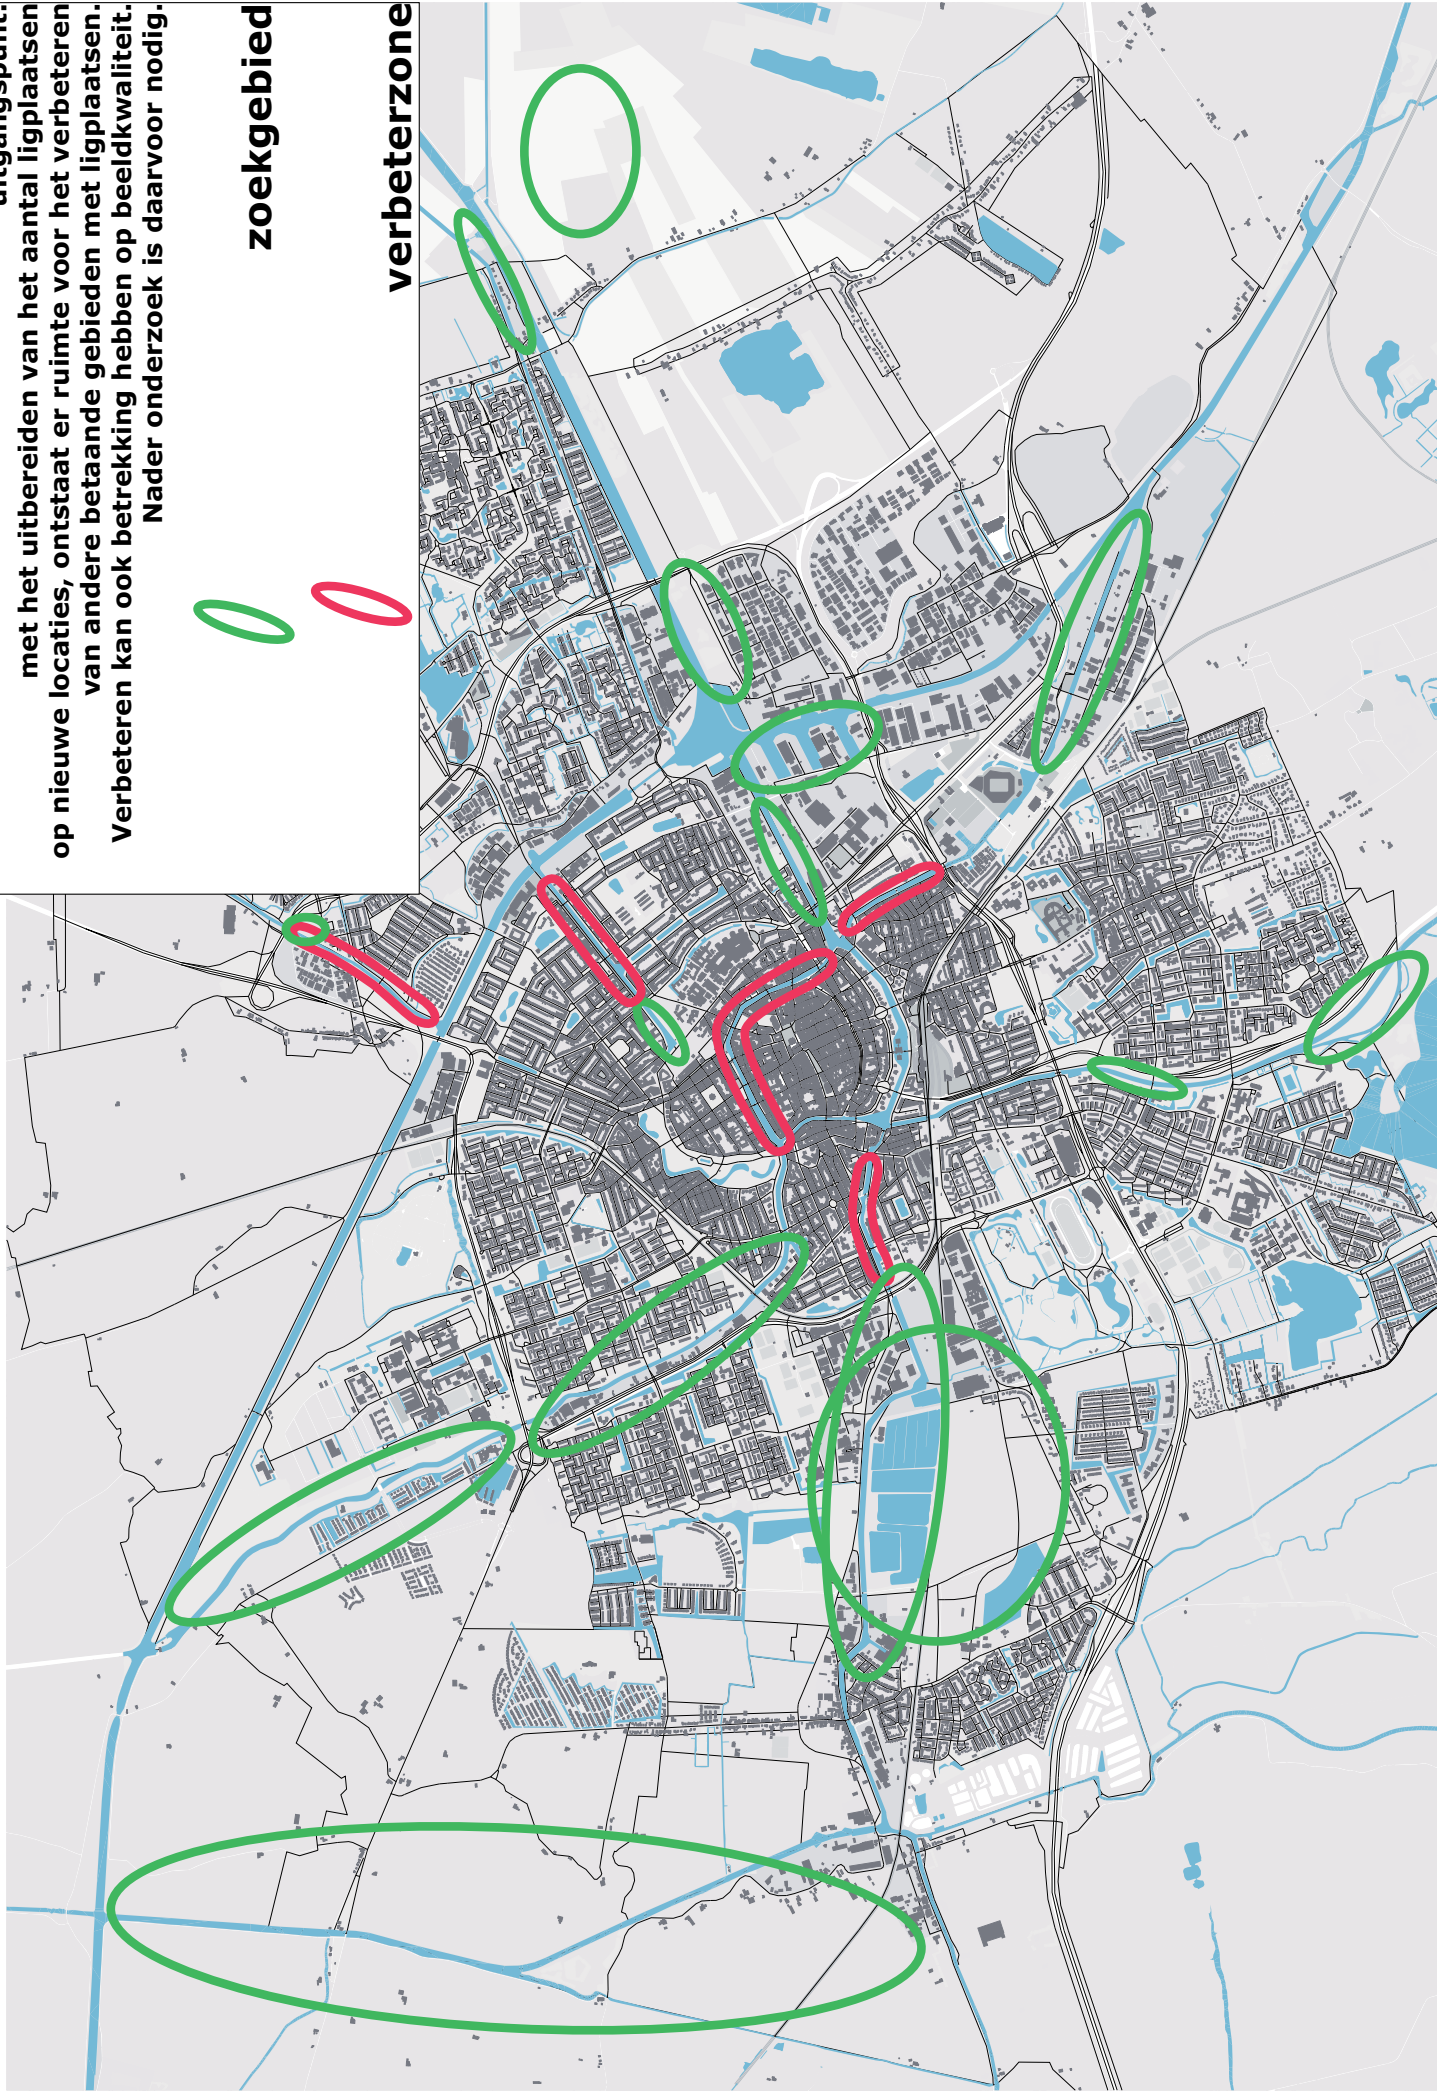 verbeterzone
zoekgebied
Nader onderzoek is daarvoor nodig.
Verbeteren kan ook betrekking hebben op beeldkwaliteit.
van andere betaande gebieden met ligplaatsen.
op nieuwe locaties, ontstaat er ruimte voor het verbeteren
met het uitbereiden van het aantal ligplaatsen
uitgangspunt.